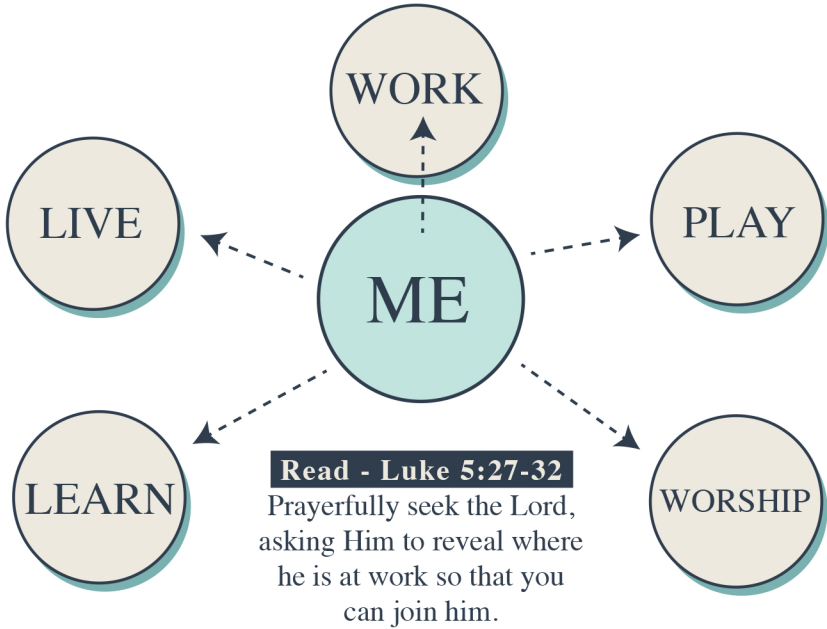 WORK
LIVE
PLAY
ME
LEARN
WORSHIP
Read - Luke 5:27-32
Prayerfully seek the Lord,
asking Him to reveal where
he is at work so that you
can join him.